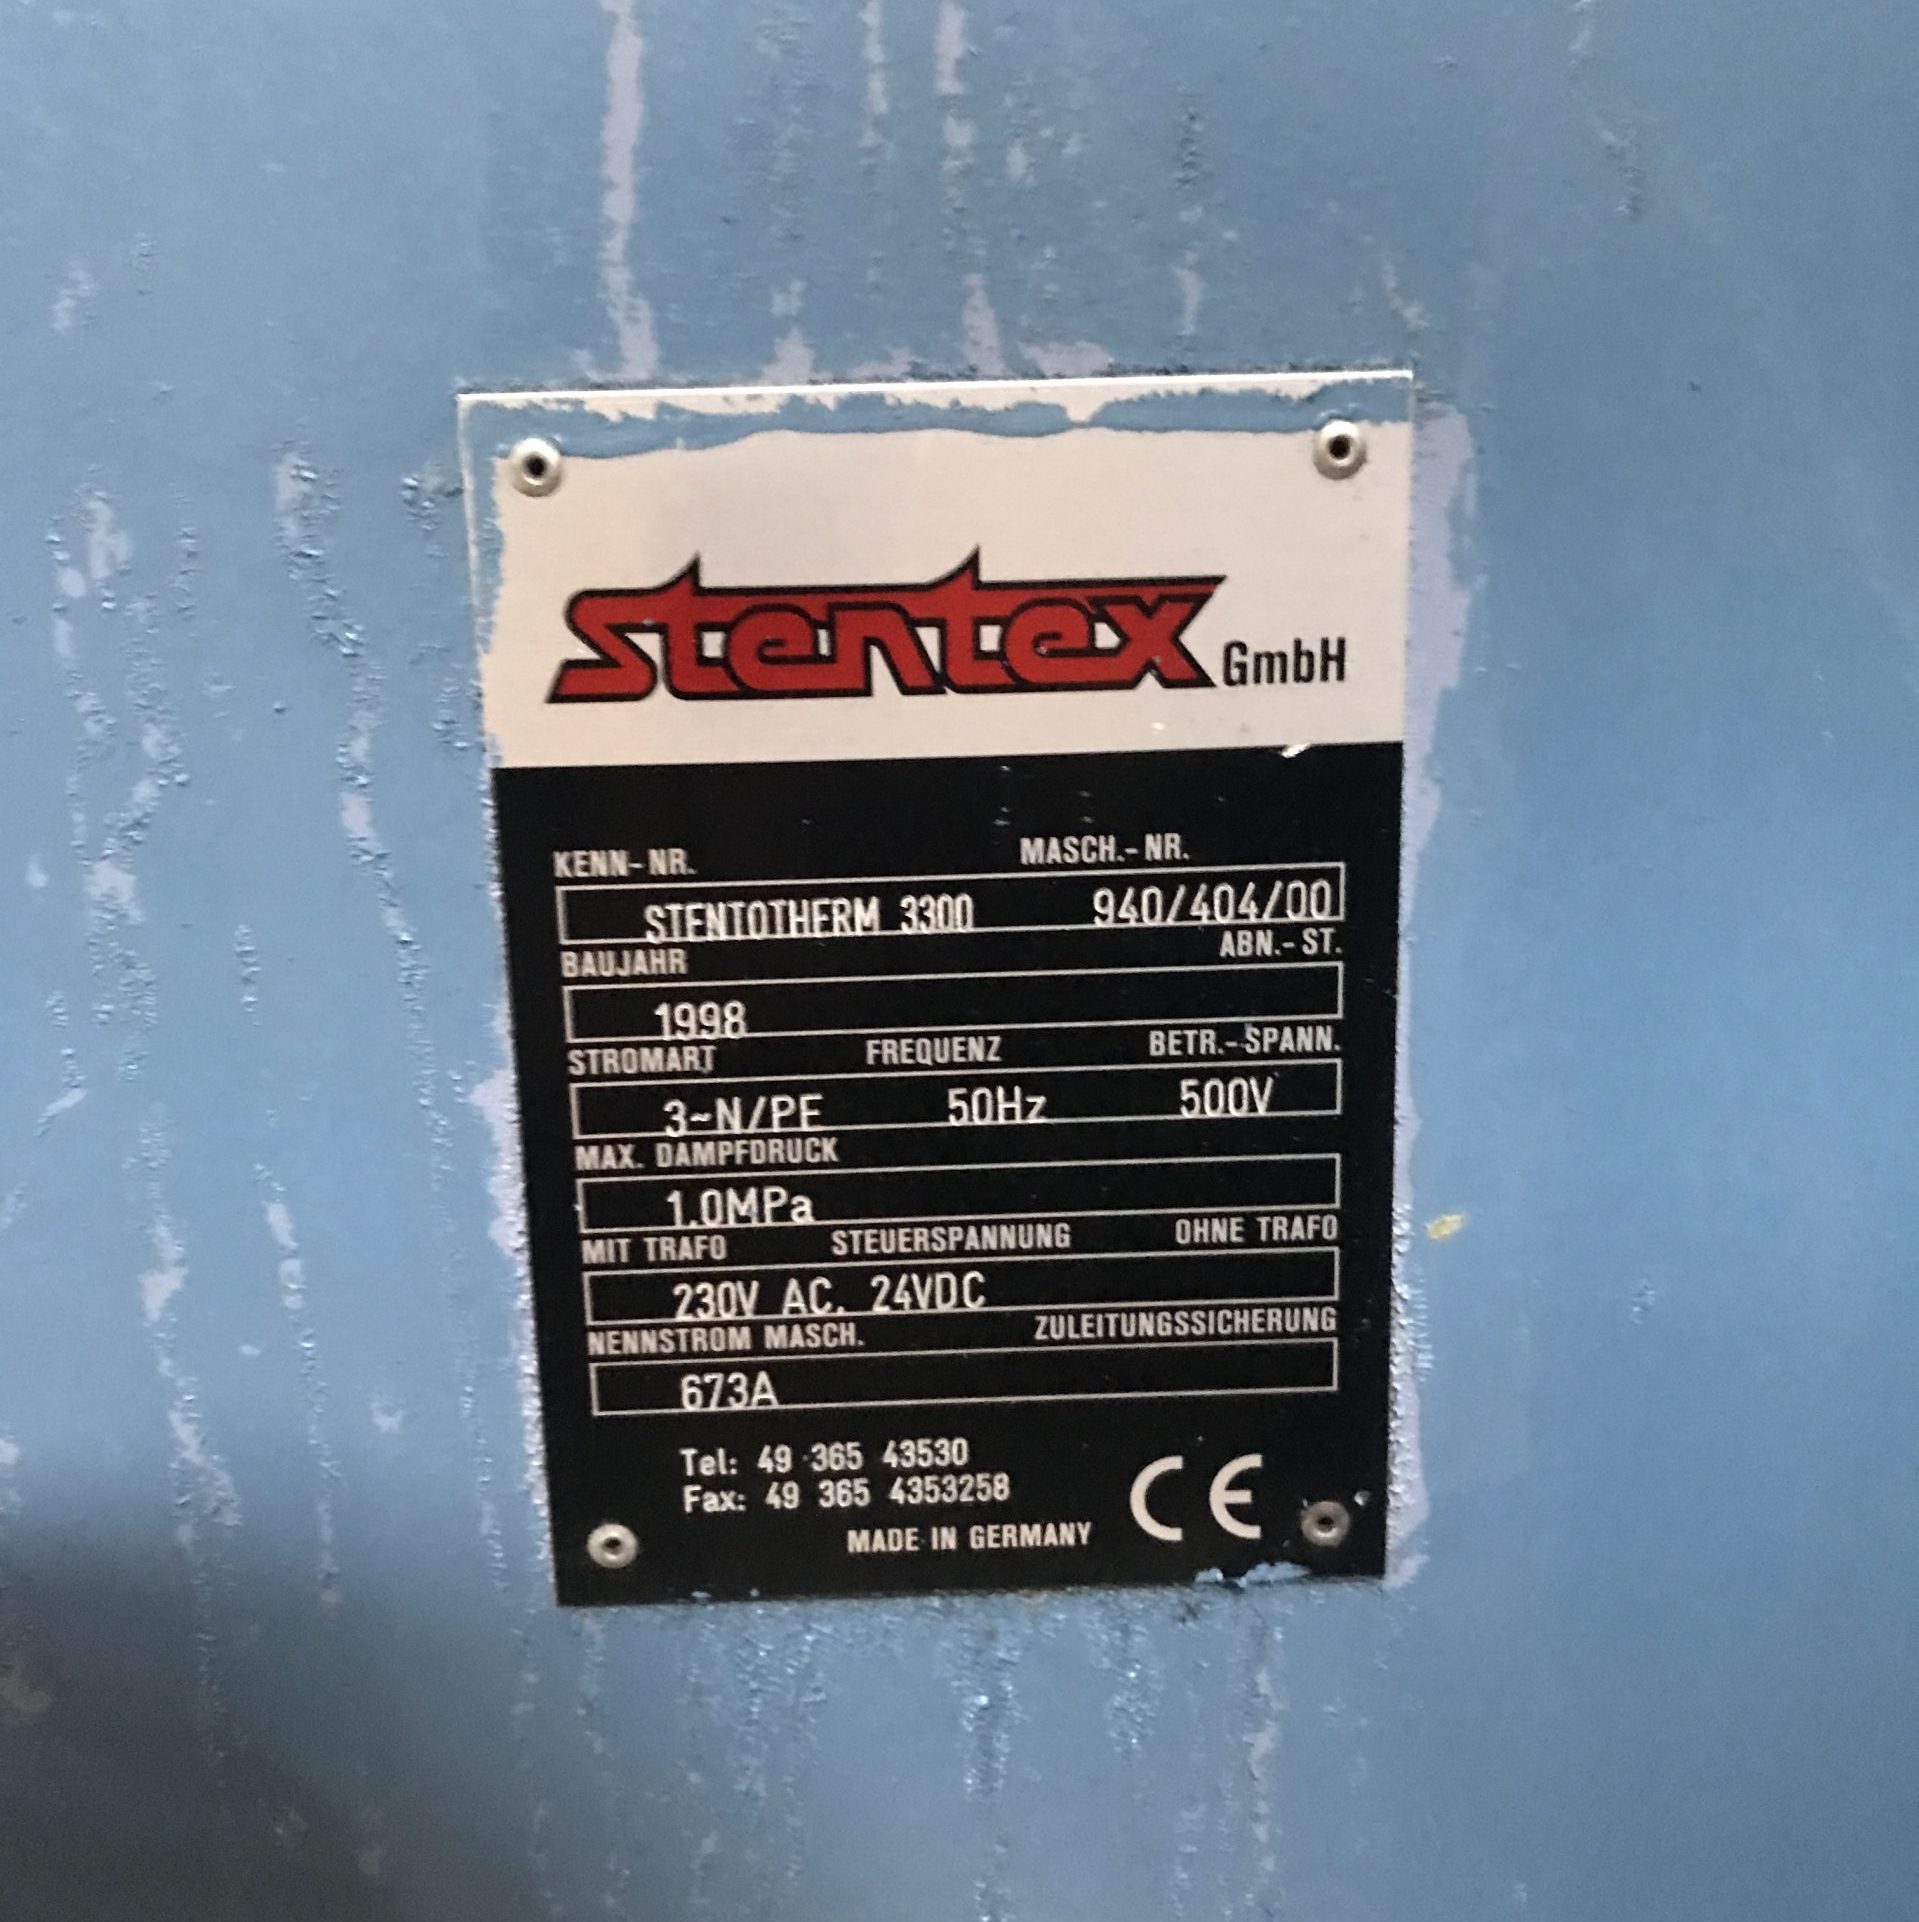 stentex GmbH
KENN-NR. MASCH.-NR.
STENTOTHERM 3300 940/404/00
BAUJAHR ABN.-ST.
1998
STROMART FREQUENZ BETR.-SPANN.
3~N/PE 50Hz 500V
MAX. DAMPFDRUCK
1.0MPa
MIT TRAFO STEUERSPANNUNG OHNE TRAFO
230V AC, 24VDC
NENNSTROM MASCH. ZULEITUNGSSICHERUNG
673A
Tel: 49 365 43530
Fax: 49 365 4353258
MADE IN GERMANY CE